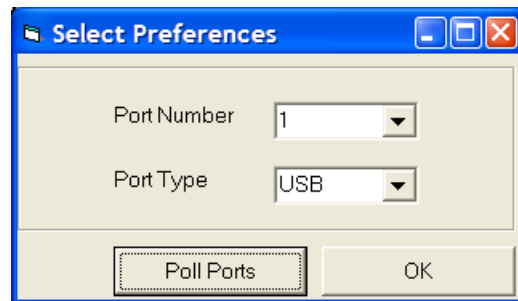 Select Preferences
Port Number 1
Port Type USB
Poll Ports OK